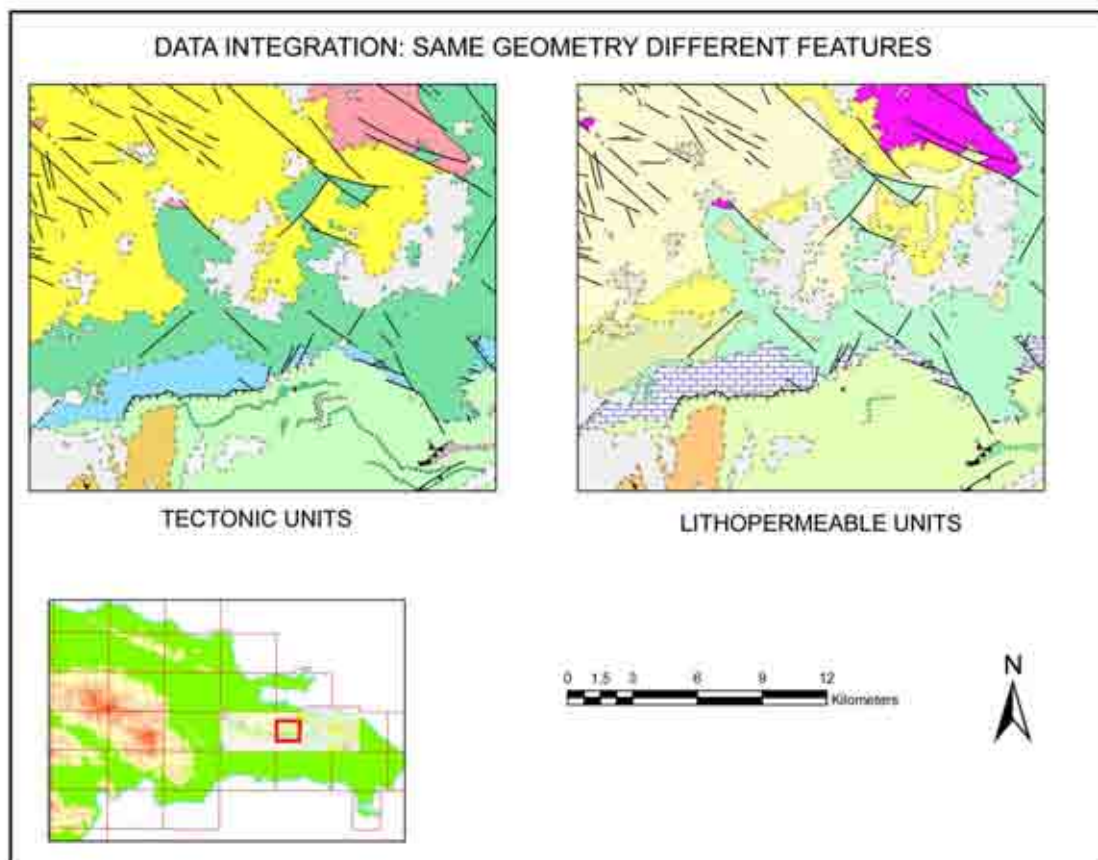 DATA INTEGRATION: SAME GEOMETRY DIFFERENT FEATURES
TECTONIC UNITS
LITHOPERMEABLE UNITS
0 1,5 3 6 9 12
Kilometers
N